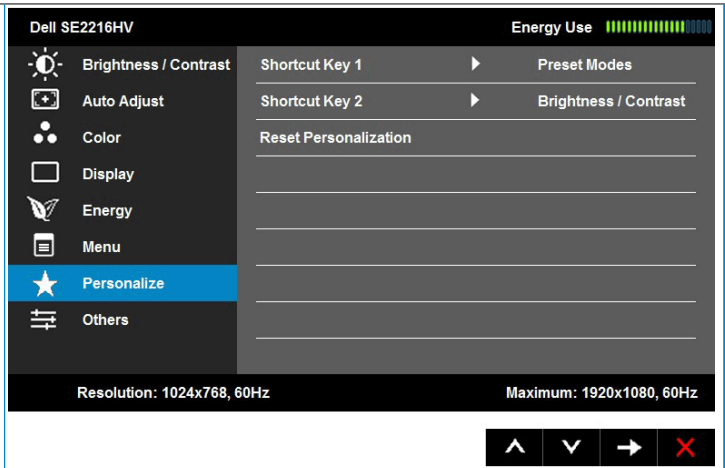 Dell SE2216HV Energy Use
Brightness / Contrast Shortcut Key 1 Preset Modes
Auto Adjust Shortcut Key 2 Brightness / Contrast
Color Reset Personalization
Display
Energy
Menu
Personalize
Others
Resolution: 1024x768, 60Hz Maximum: 1920x1080, 60Hz